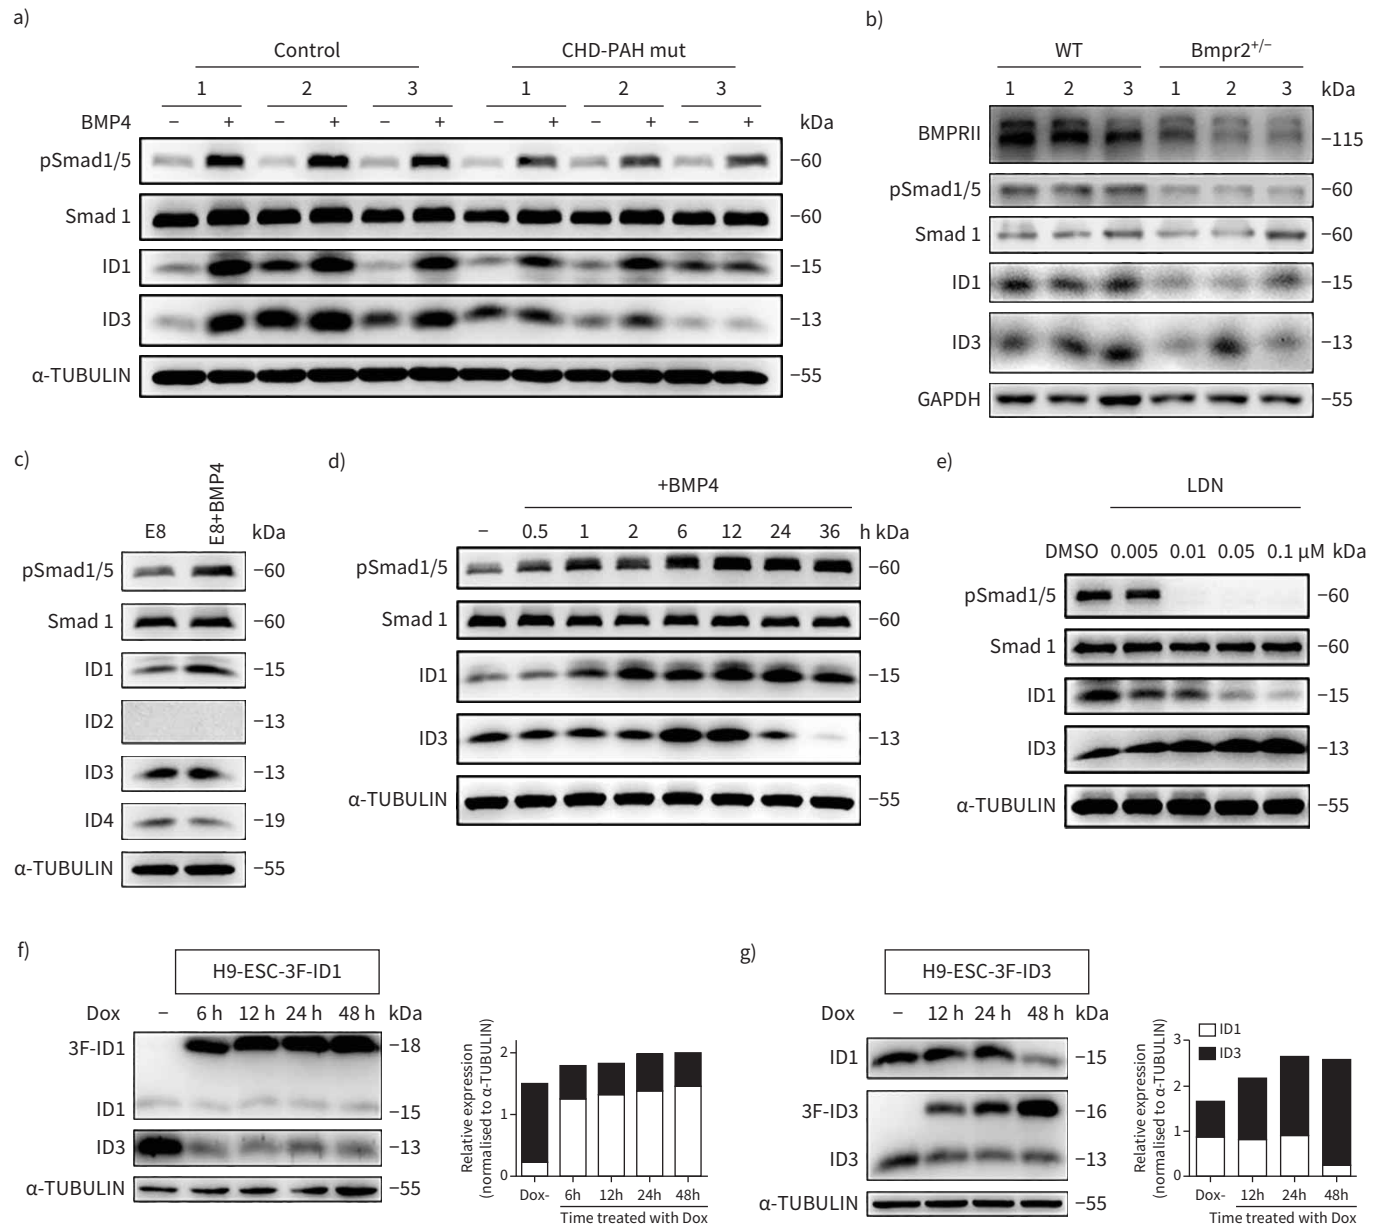 a)
Control CHD-PAH mut
1 2 3 1 2 3
BMP4 − + − + − + − + − + − + kDa
pSmad1/5 −60
Smad 1 −60
ID1 −15
ID3 −13
α-TUBULIN −55
b)
WT Bmpr2+/−
1 2 3 1 2 3 kDa
BMPRII −115
pSmad1/5 −60
Smad 1 −60
ID1 −15
ID3 −13
GAPDH −55
c)
E8 E8+BMP4 kDa
pSmad1/5 −60
Smad 1 −60
ID1 −15
ID2 −13
ID3 −13
ID4 −19
α-TUBULIN −55
d)
+BMP4
− 0.5 1 2 6 12 24 36 h kDa
pSmad1/5 −60
Smad 1 −60
ID1 −15
ID3 −13
α-TUBULIN −55
e)
LDN
DMSO 0.005 0.01 0.05 0.1 µM kDa
pSmad1/5 −60
Smad 1 −60
ID1 −15
ID3 −13
α-TUBULIN −55
f)
H9-ESC-3F-ID1
Dox − 6 h 12 h 24 h 48 h kDa
3F-ID1 −18
ID1 −15
ID3 −13
α-TUBULIN −55
Relative expression
(normalised to α-TUBULIN)
2
1
0
Dox- 6h 12h 24h 48h
Time treated with Dox
g)
H9-ESC-3F-ID3
Dox − 12 h 24 h 48 h kDa
ID1 −15
3F-ID3 −16
ID3 −13
α-TUBULIN −55
Relative expression
(normalised to α-TUBULIN)
3
2
1
0
ID1
ID3
Dox- 12h 24h 48h
Time treated with Dox